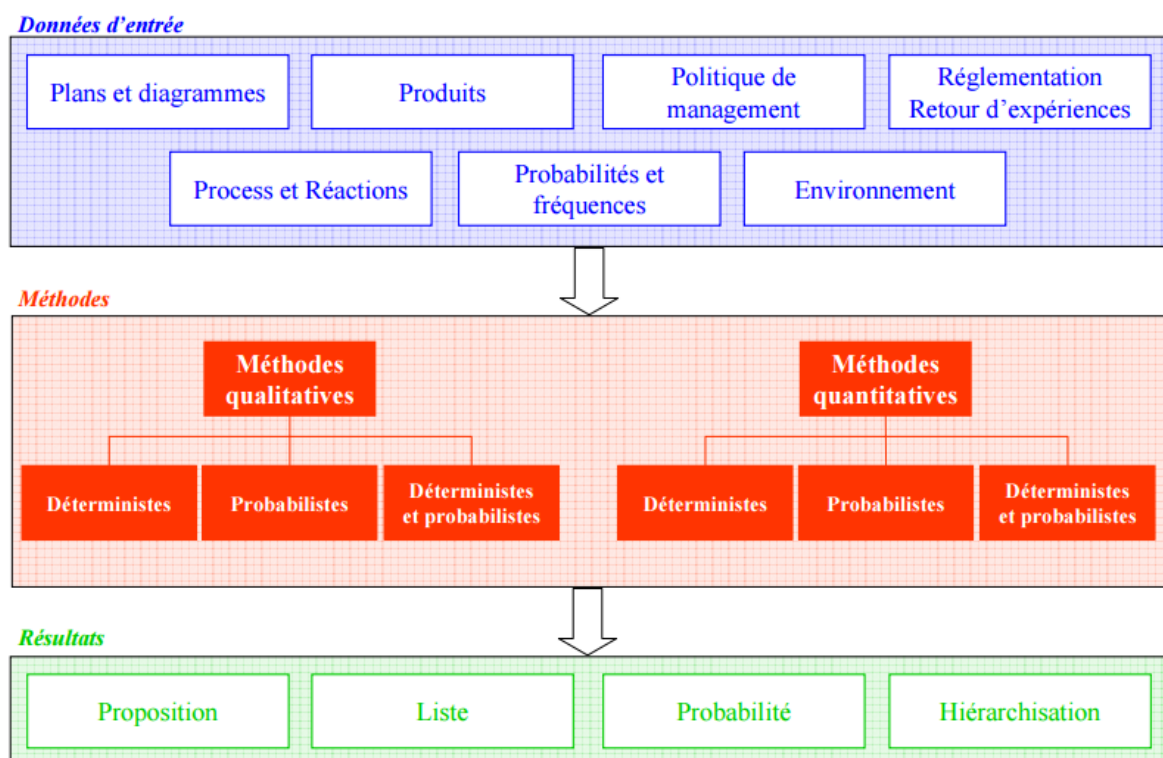 Données d'entrée
Plans et diagrammes
Produits
Politique de
management
Réglementation
Retour d'expériences
Process et Réactions
Probabilités et
fréquences
Environnement
Méthodes
Méthodes
qualitatives
Méthodes
quantitatives
Déterministes
Probabilistes
Déterministes
et probabilistes
Déterministes
Probabilistes
Déterministes
et probabilistes
Résultats
Proposition
Liste
Probabilité
Hiérarchisation